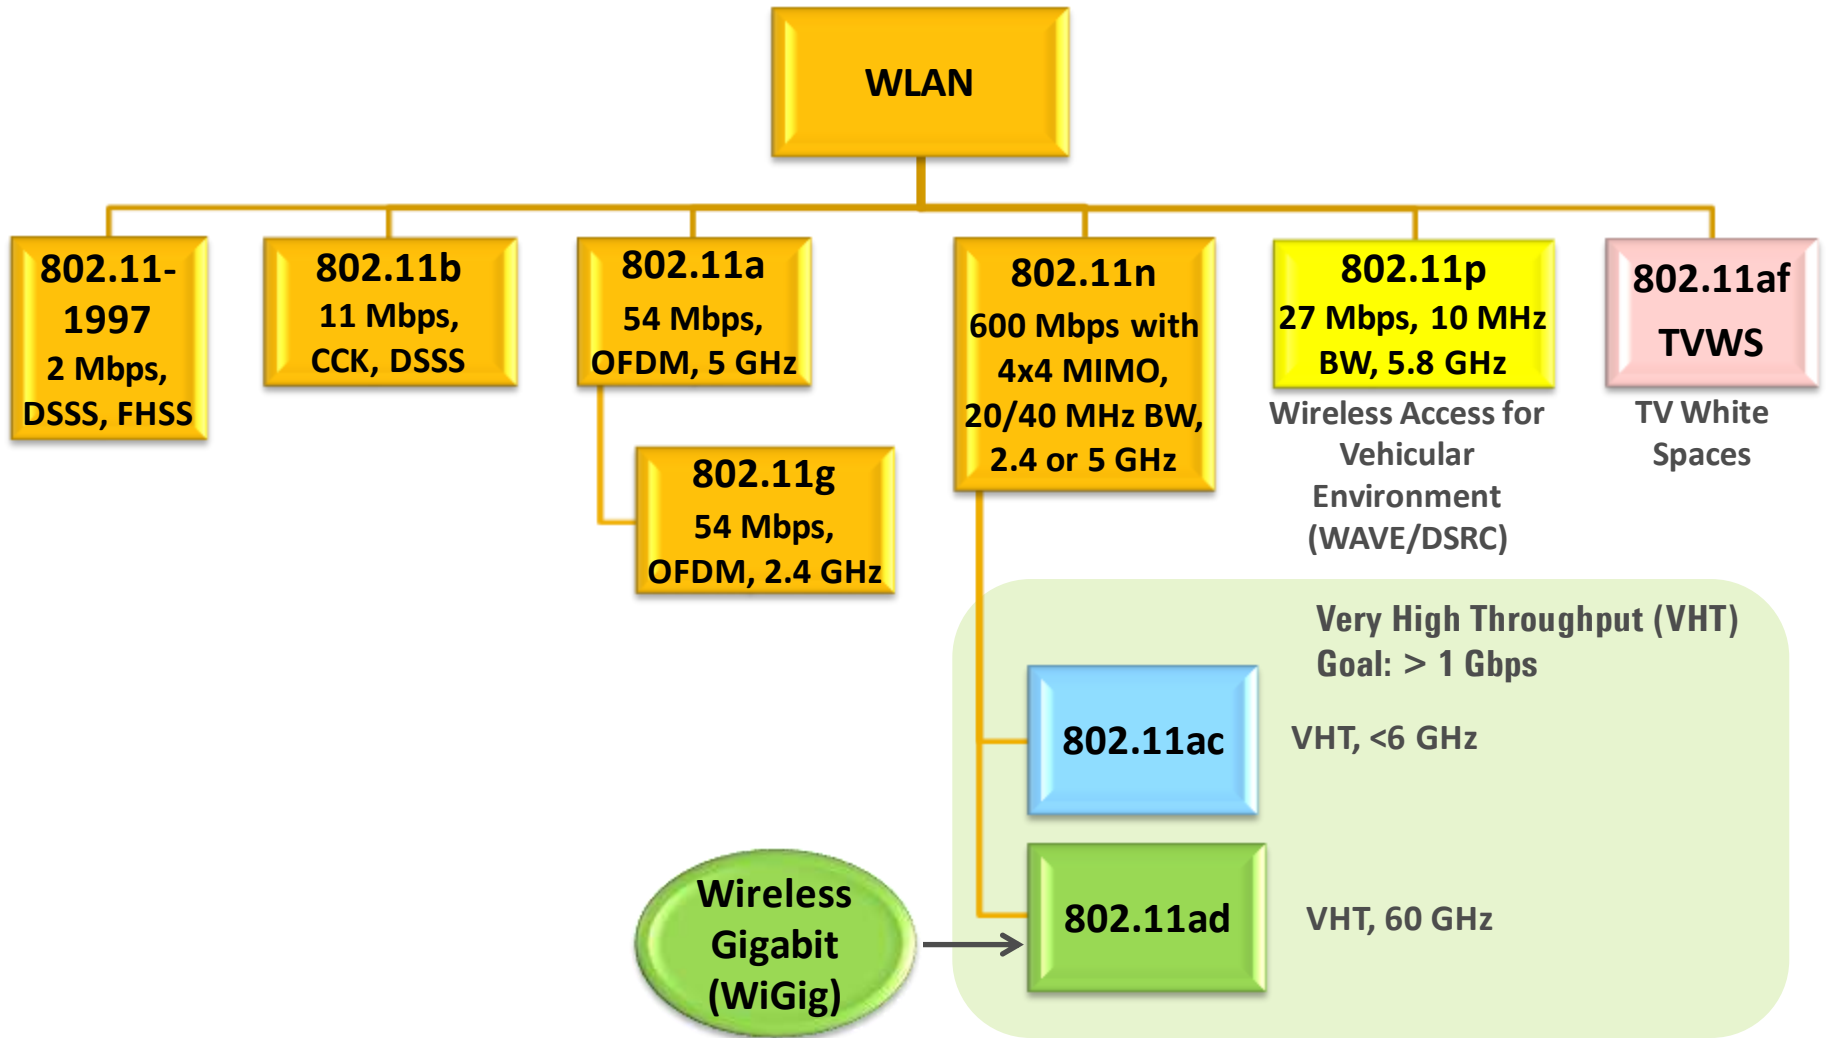 WLAN
802.11-
1997
2 Mbps,
DSSS, FHSS
802.11b
11 Mbps,
CCK, DSSS
802.11a
54 Mbps,
OFDM, 5 GHz
802.11g
54 Mbps,
OFDM, 2.4 GHz
802.11n
600 Mbps with
4x4 MIMO,
20/40 MHz BW,
2.4 or 5 GHz
802.11p
27 Mbps, 10 MHz
BW, 5.8 GHz
Wireless Access for
Vehicular
Environment
(WAVE/DSRC)
802.11af
TVWS
TV White
Spaces
Very High Throughput (VHT)
Goal: > 1 Gbps
802.11ac
VHT, <6 GHz
Wireless
Gigabit
(WiGig)
802.11ad
VHT, 60 GHz